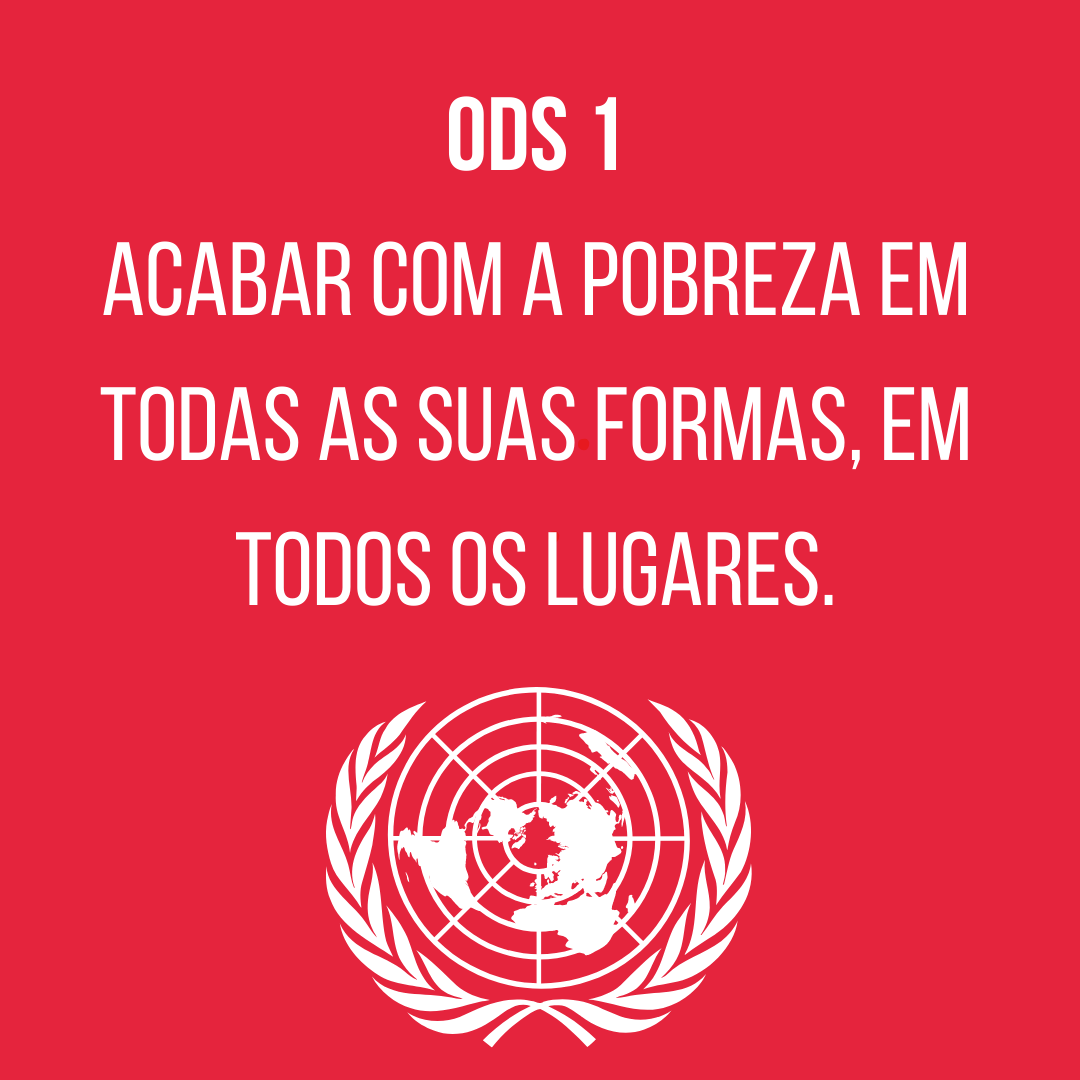 ODS 1
ACABAR COM A POBREZA EM
TODAS AS SUAS FORMAS, EM
TODOS OS LUGARES.